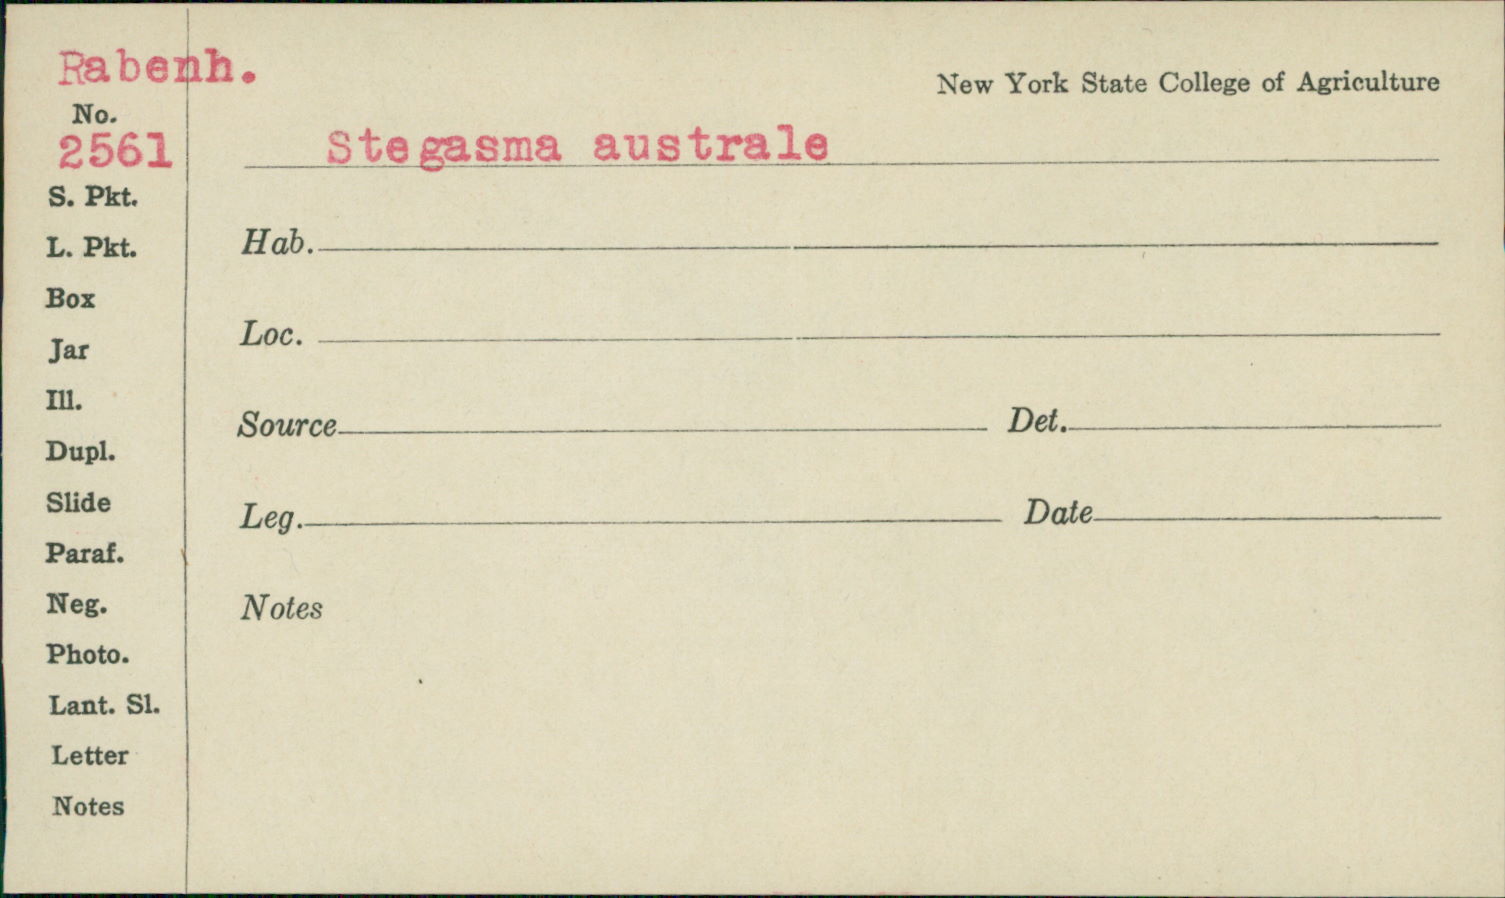 Rabenh.
New York State College of Agriculture
No.
2561
Stegasma australe
S. Pkt.
L. Pkt.
Box
Jar
Ill.
Dupl.
Slide
Paraf.
Neg.
Photo.
Lant. Sl.
Letter
Notes
Hab.
Loc.
Source Det.
Leg. Date
Notes